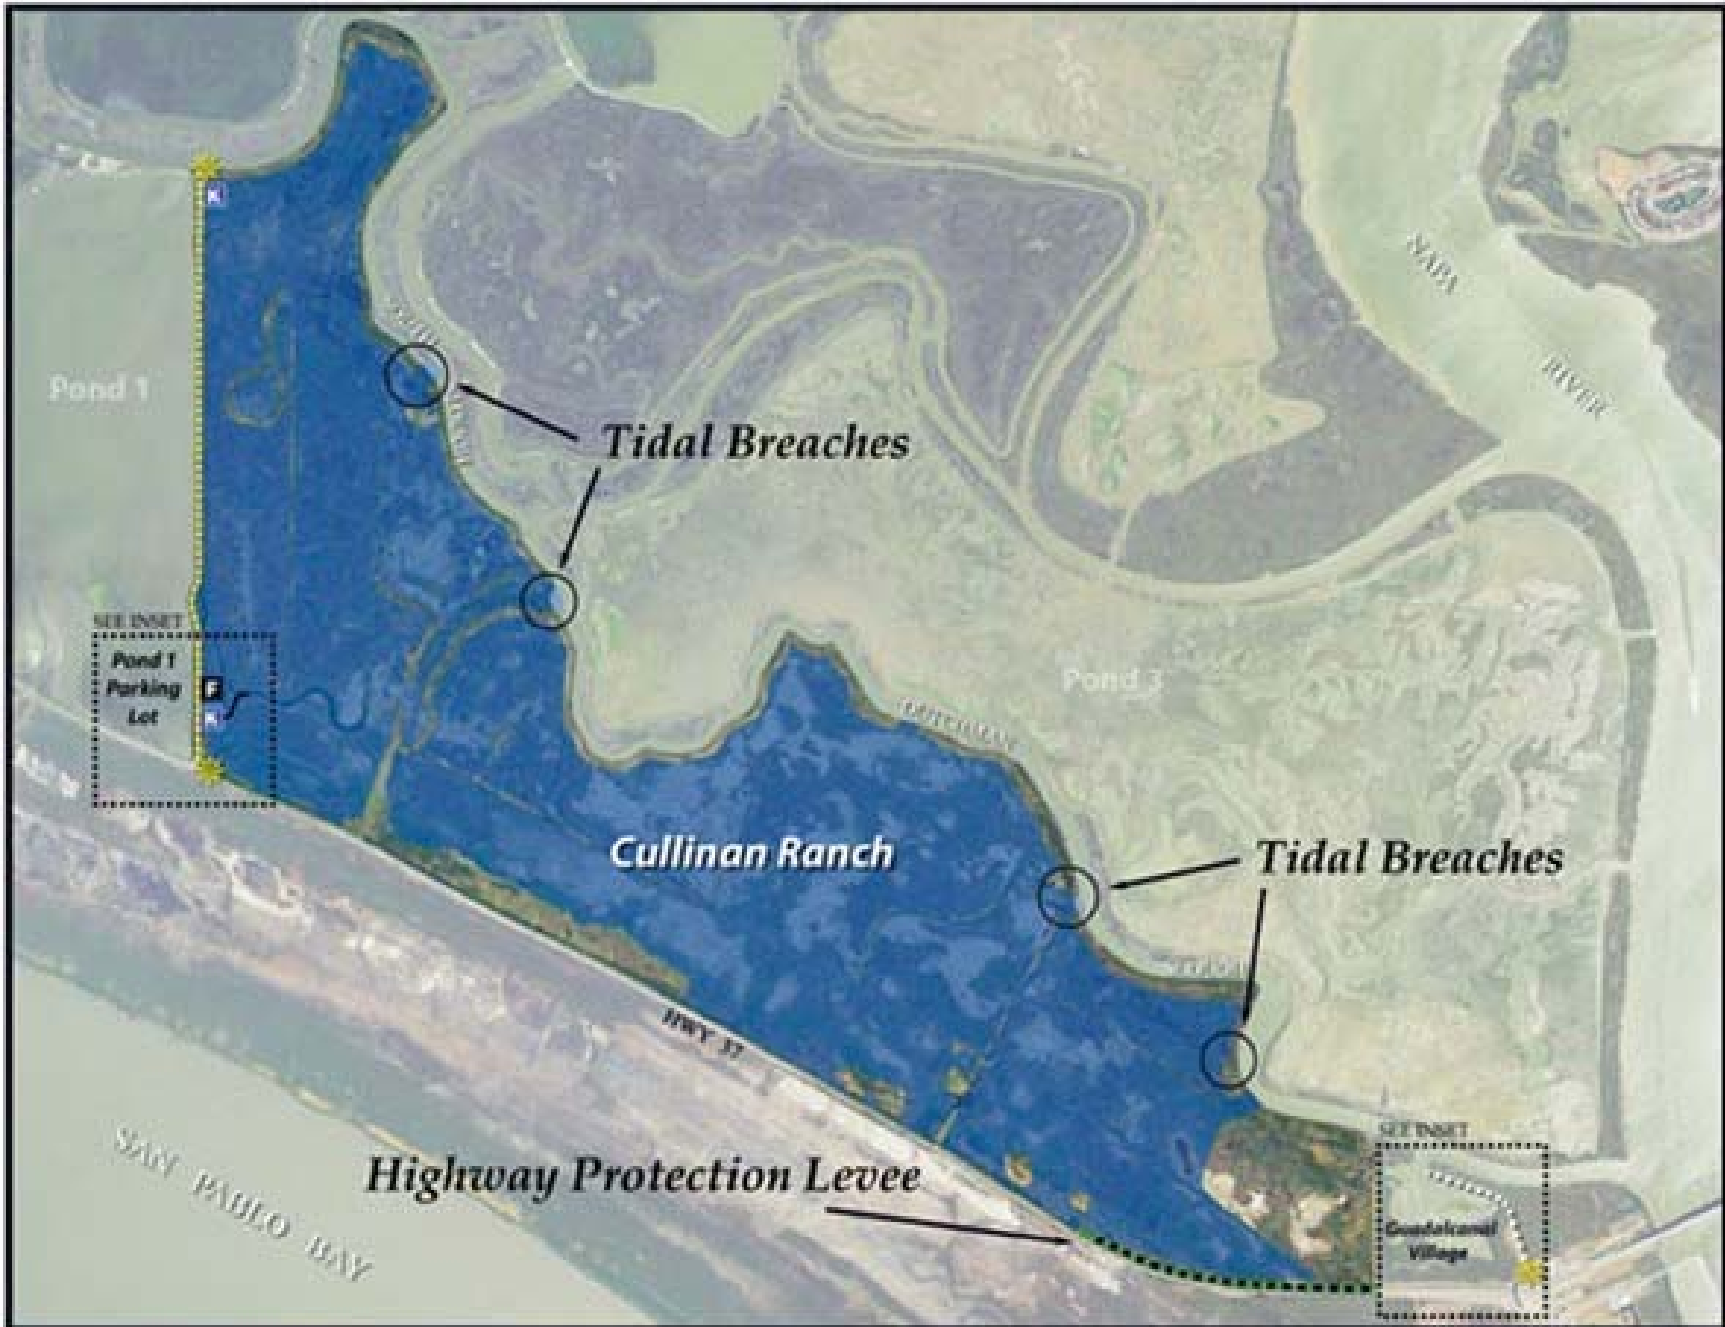 K
NAPA
RIVER
Pond 1
Tidal Breaches
SEE INSET
Pond 1
Parking
Lot
F
K
Pond 3
DUTCHMAN
Cullinan Ranch
Tidal Breaches
HWY 37
SEE INSET
Highway Protection Levee
SAN PABLO BAY
Guadalcanal
Village